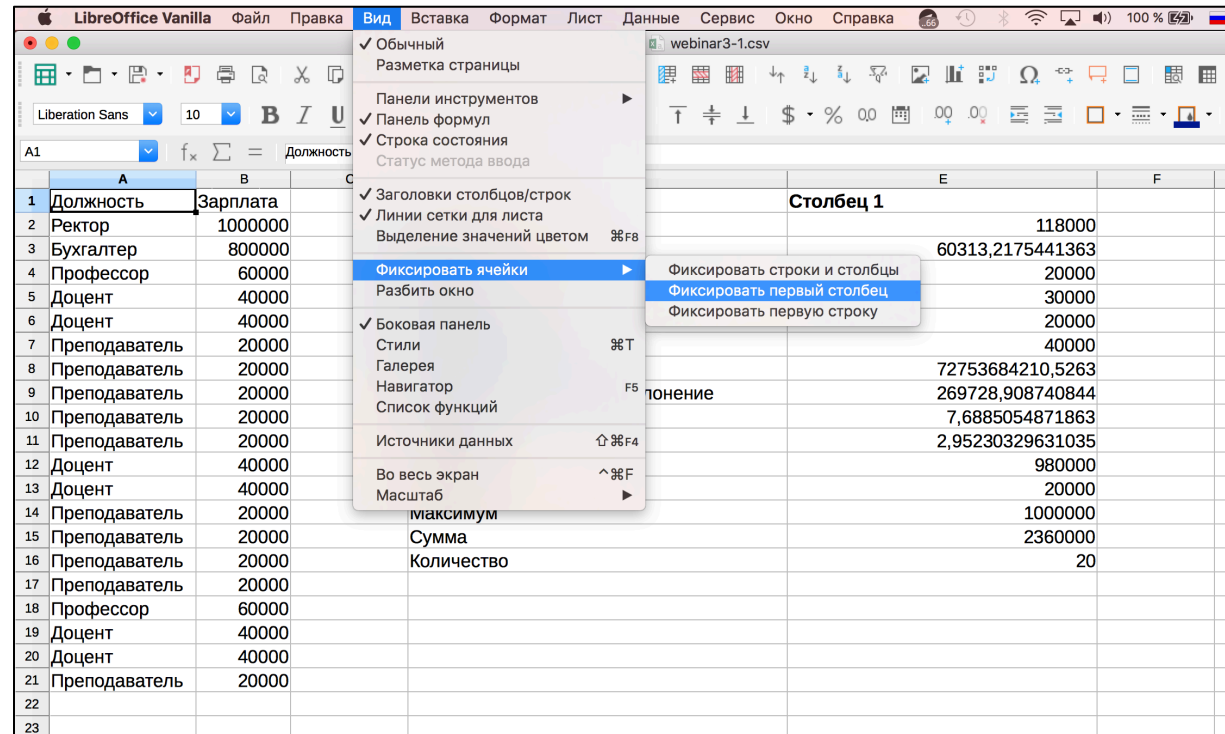 LibreOffice Vanilla Файл Правка Вид Вставка Формат Лист Данные Сервис Окно Справка 66 100 %
webinar3-1.csv
Liberation Sans 10 B I U $ % 0,0 .00 .00
A1 fx Σ = Должность
A B C E F
✓ Обычный
Разметка страницы
Панели инструментов ▶
✓ Панель формул
✓ Строка состояния
Статус метода ввода
✓ Заголовки столбцов/строк
✓ Линии сетки для листа
Выделение значений цветом ⌘F8
Фиксировать ячейки ▶
Разбить окно
✓ Боковая панель
Стили ⌘T
Галерея
Навигатор F5
Список функций
Источники данных ⇧⌘F4
Во весь экран ^⌘F
Масштаб ▶
Фиксировать строки и столбцы
Фиксировать первый столбец
Фиксировать первую строку
1 Должность Зарплата Столбец 1
2 Ректор 1000000 118000
3 Бухгалтер 800000 60313,2175441363
4 Профессор 60000 20000
5 Доцент 40000 30000
6 Доцент 40000 20000
7 Преподаватель 20000 40000
8 Преподаватель 20000 72753684210,5263
9 Преподаватель 20000 лонение 269728,908740844
10 Преподаватель 20000 7,6885054871863
11 Преподаватель 20000 2,95230329631035
12 Доцент 40000 980000
13 Доцент 40000 20000
14 Преподаватель 20000 Максимум 1000000
15 Преподаватель 20000 Сумма 2360000
16 Преподаватель 20000 Количество 20
17 Преподаватель 20000
18 Профессор 60000
19 Доцент 40000
20 Доцент 40000
21 Преподаватель 20000
22
23